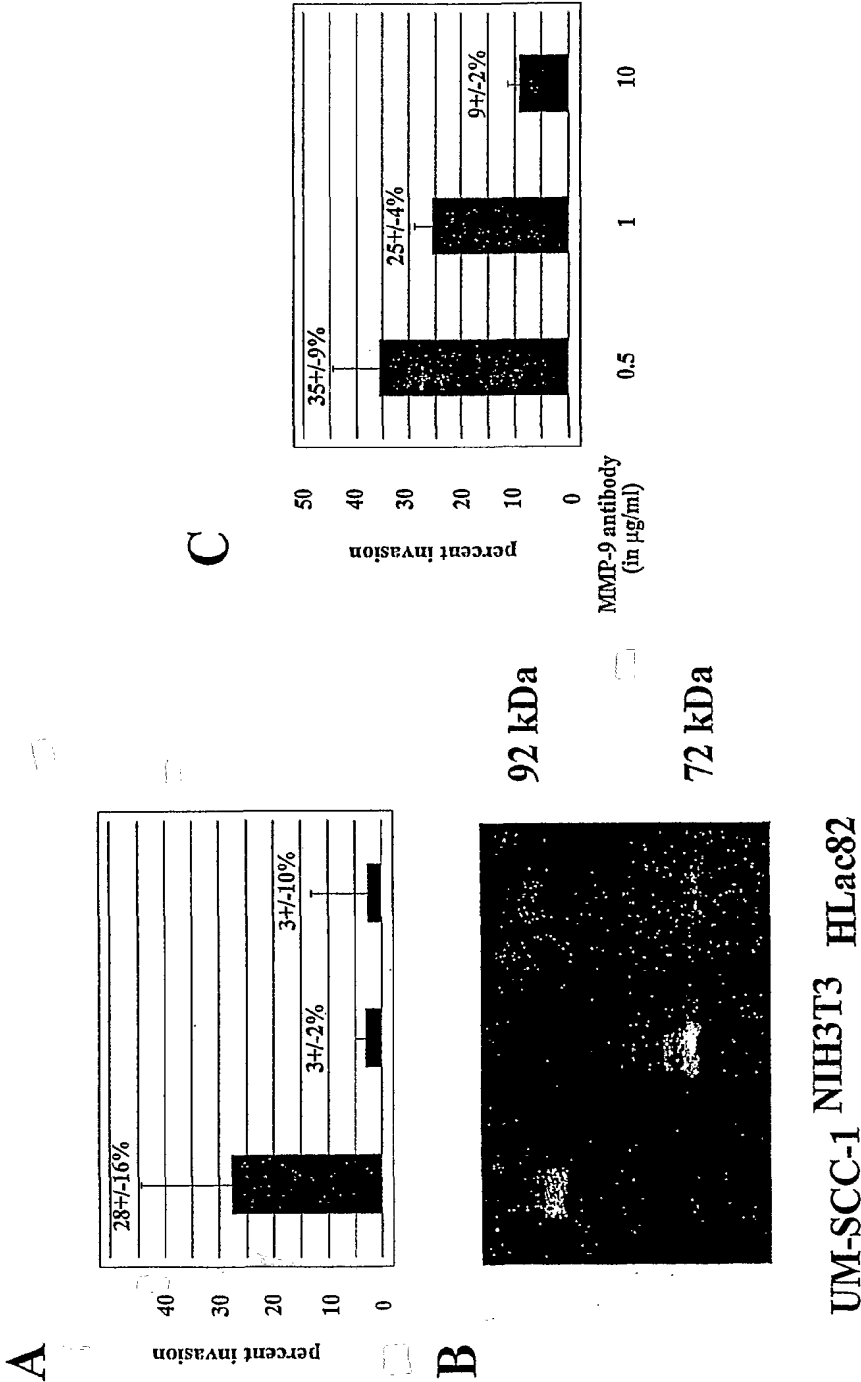 A
percent invasion
40
30
20
10
0
28+/-16%
3+/-2%
3+/-10%
B
92 kDa
72 kDa
UM-SCC-1 NIH3T3 HLac82
C
percent invasion
50
40
30
20
10
0
35+/-9%
25+/-4%
9+/-2%
MMP-9 antibody
(in μg/ml)
0.5 1 10